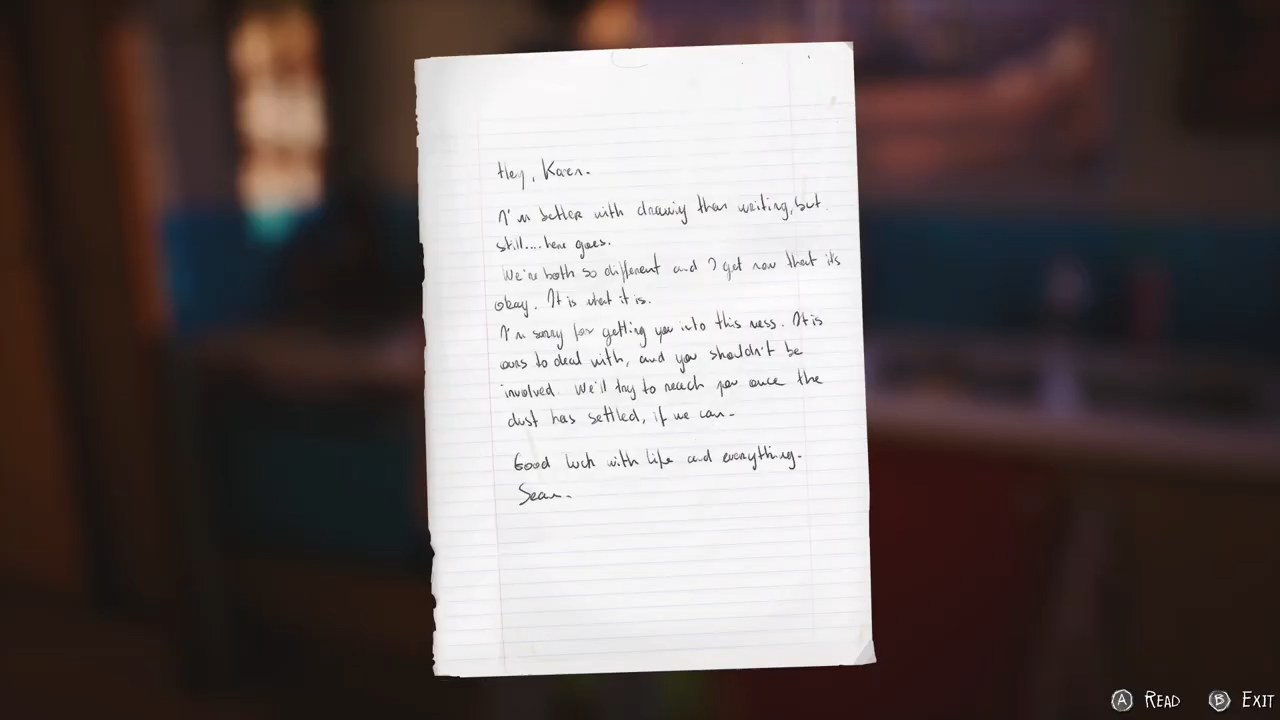 Hey, Karen.
I'm better with drawing than writing, but
still.... here goes.
We're both so different and I get now that it's
okay. It is what it is.
I'm sorry for getting you into this mess. It is
ours to deal with, and you shouldn't be
involved. We'll try to reach you once the
dust has settled, if we can.
Good luck with life and everything.
Sean.
A READ B EXIT